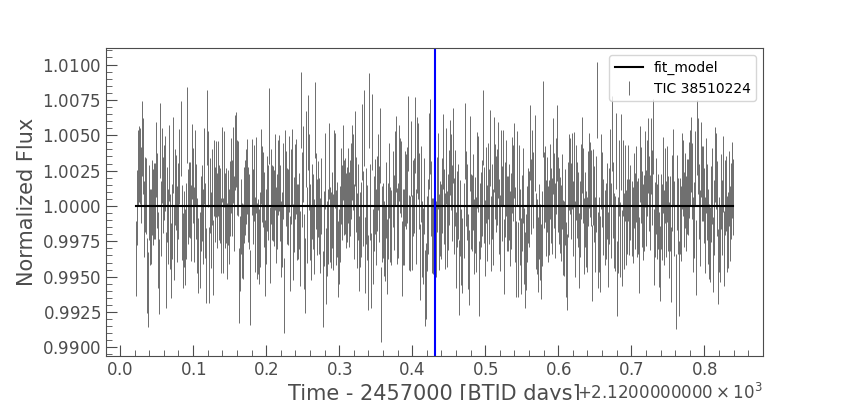 fit_model
TIC 38510224
Normalized Flux
1.0100
1.0075
1.0050
1.0025
1.0000
0.9975
0.9950
0.9925
0.9900
0.0 0.1 0.2 0.3 0.4 0.5 0.6 0.7 0.8
Time - 2457000 [BTJD days]
+2.1200000000 × 10³